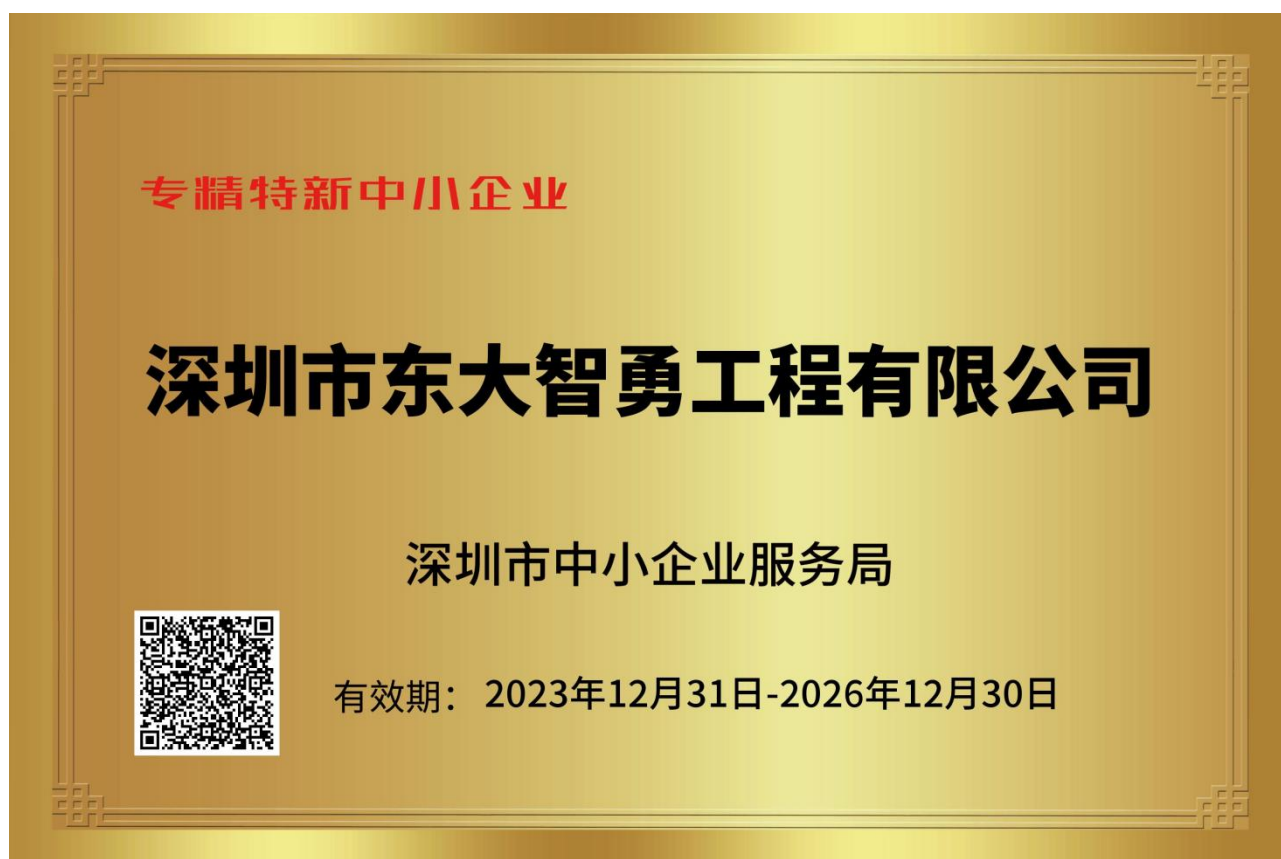 专精特新中小企业
深圳市东大智勇工程有限公司
深圳市中小企业服务局
有效期：2023年12月31日-2026年12月30日